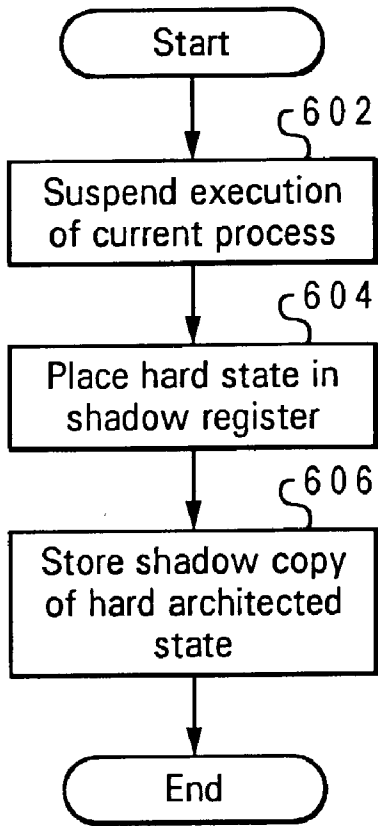 Start
602
Suspend execution
of current process
604
Place hard state in
shadow register
606
Store shadow copy
of hard architected
state
End